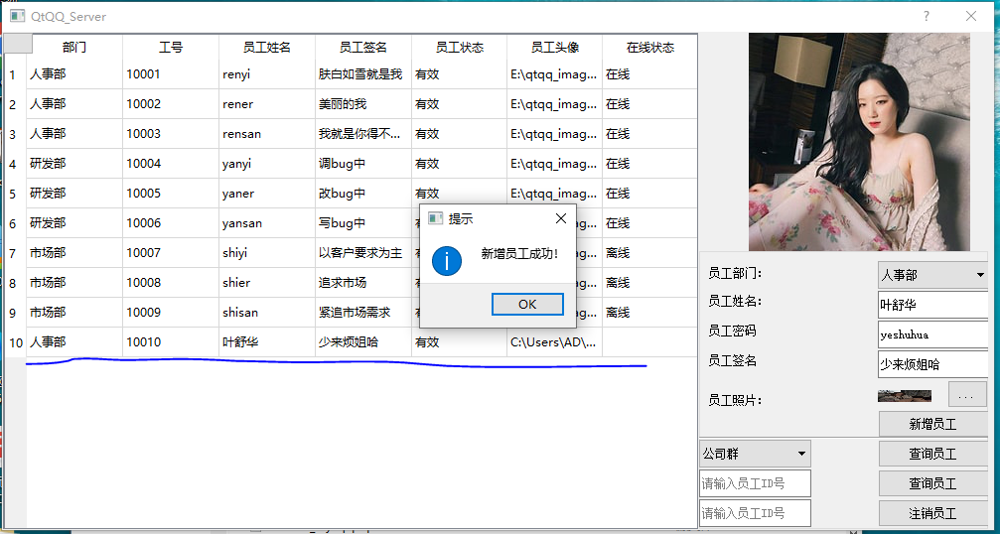 QtQQ_Server
部门 工号 员工姓名 员工签名 员工状态 员工头像 在线状态
1 人事部 10001 renyi 肤白如雪就是我 有效 E:\qtqq_imag... 在线
2 人事部 10002 rener 美丽的我 有效 E:\qtqq_imag... 在线
3 人事部 10003 rensan 我就是你得不... 有效 E:\qtqq_imag... 在线
4 研发部 10004 yanyi 调bug中 有效 E:\qtqq_imag... 在线
5 研发部 10005 yaner 改bug中 有效 E:\qtqq_imag... 在线
6 研发部 10006 yansan 写bug中 mag... 在线
7 市场部 10007 shiyi 以客户要求为主 mag... 离线
8 市场部 10008 shier 追求市场 mag... 离线
9 市场部 10009 shisan 紧追市场需求 mag... 离线
10 人事部 10010 叶舒华 少来烦姐哈 有效 C:\Users\AD\...
提示
新增员工成功!
OK
员工部门: 人事部
员工姓名: 叶舒华
员工密码 yeshuhua
员工签名 少来烦姐哈
员工照片: ...
新增员工
公司群 查询员工
请输入员工ID号 查询员工
请输入员工ID号 注销员工